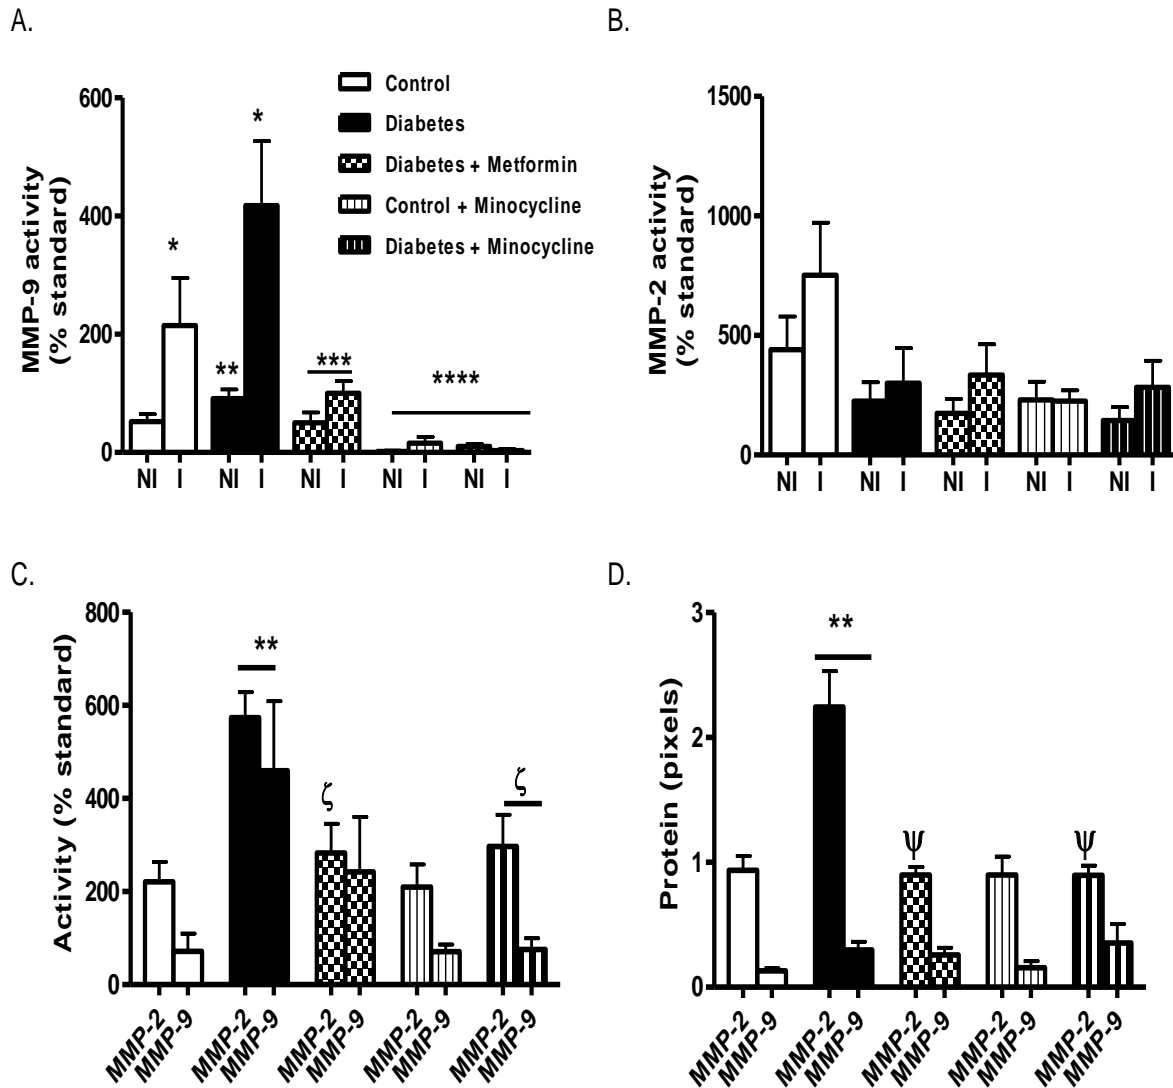 A.
MMP-9 activity
(% standard)
600
400
200
0
*
*
**
***
****
NI I NI I NI I NI I NI I
Control
Diabetes
Diabetes + Metformin
Control + Minocycline
Diabetes + Minocycline
B.
MMP-2 activity
(% standard)
1500
1000
500
0
NI I NI I NI I NI I NI I
C.
Activity (% standard)
800
600
400
200
0
**
ζ
ζ
MMP-2 MMP-9 MMP-2 MMP-9 MMP-2 MMP-9 MMP-2 MMP-9 MMP-2 MMP-9
D.
Protein (pixels)
3
2
1
0
**
ψ
ψ
MMP-2 MMP-9 MMP-2 MMP-9 MMP-2 MMP-9 MMP-2 MMP-9 MMP-2 MMP-9